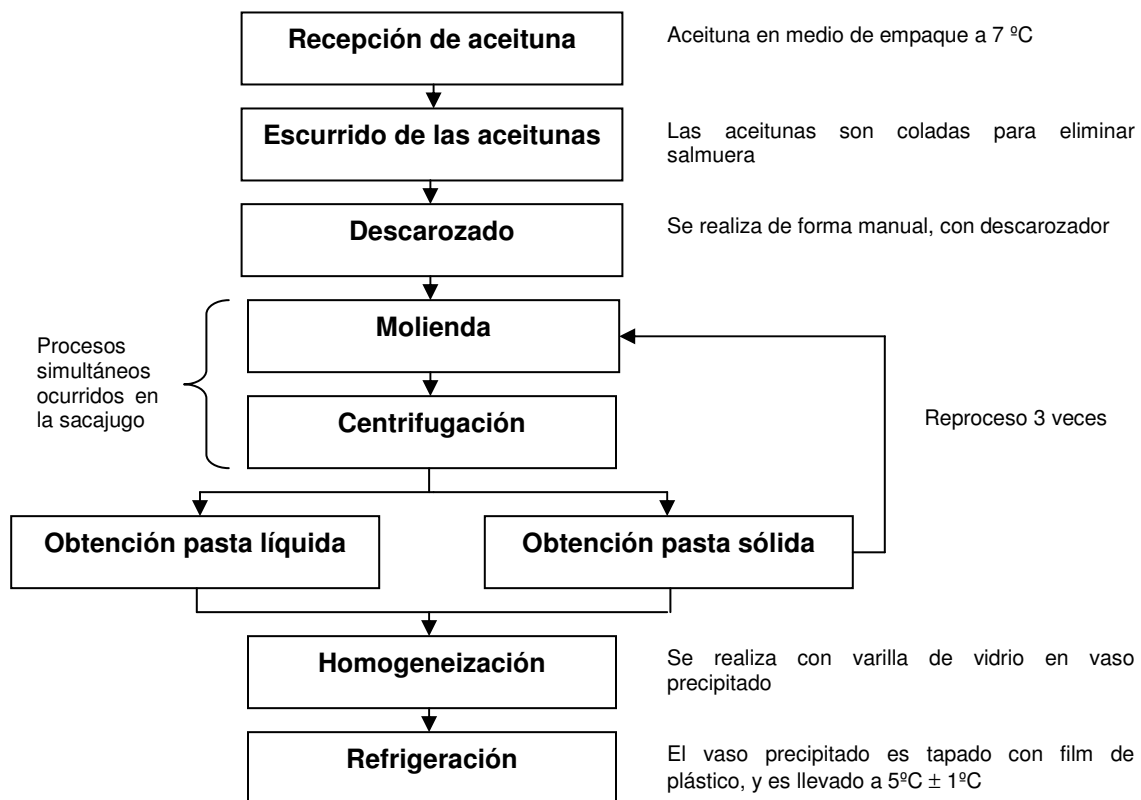 Recepción de aceituna
Aceituna en medio de empaque a 7 ºC
Escurrido de las aceitunas
Las aceitunas son coladas para eliminar
salmuera
Descarozado
Se realiza de forma manual, con descarozador
Molienda
Procesos
simultáneos
ocurridos en
la sacajugo
Centrifugación
Reproceso 3 veces
Obtención pasta líquida
Obtención pasta sólida
Homogeneización
Se realiza con varilla de vidrio en vaso
precipitado
Refrigeración
El vaso precipitado es tapado con film de
plástico, y es llevado a 5ºC ± 1ºC